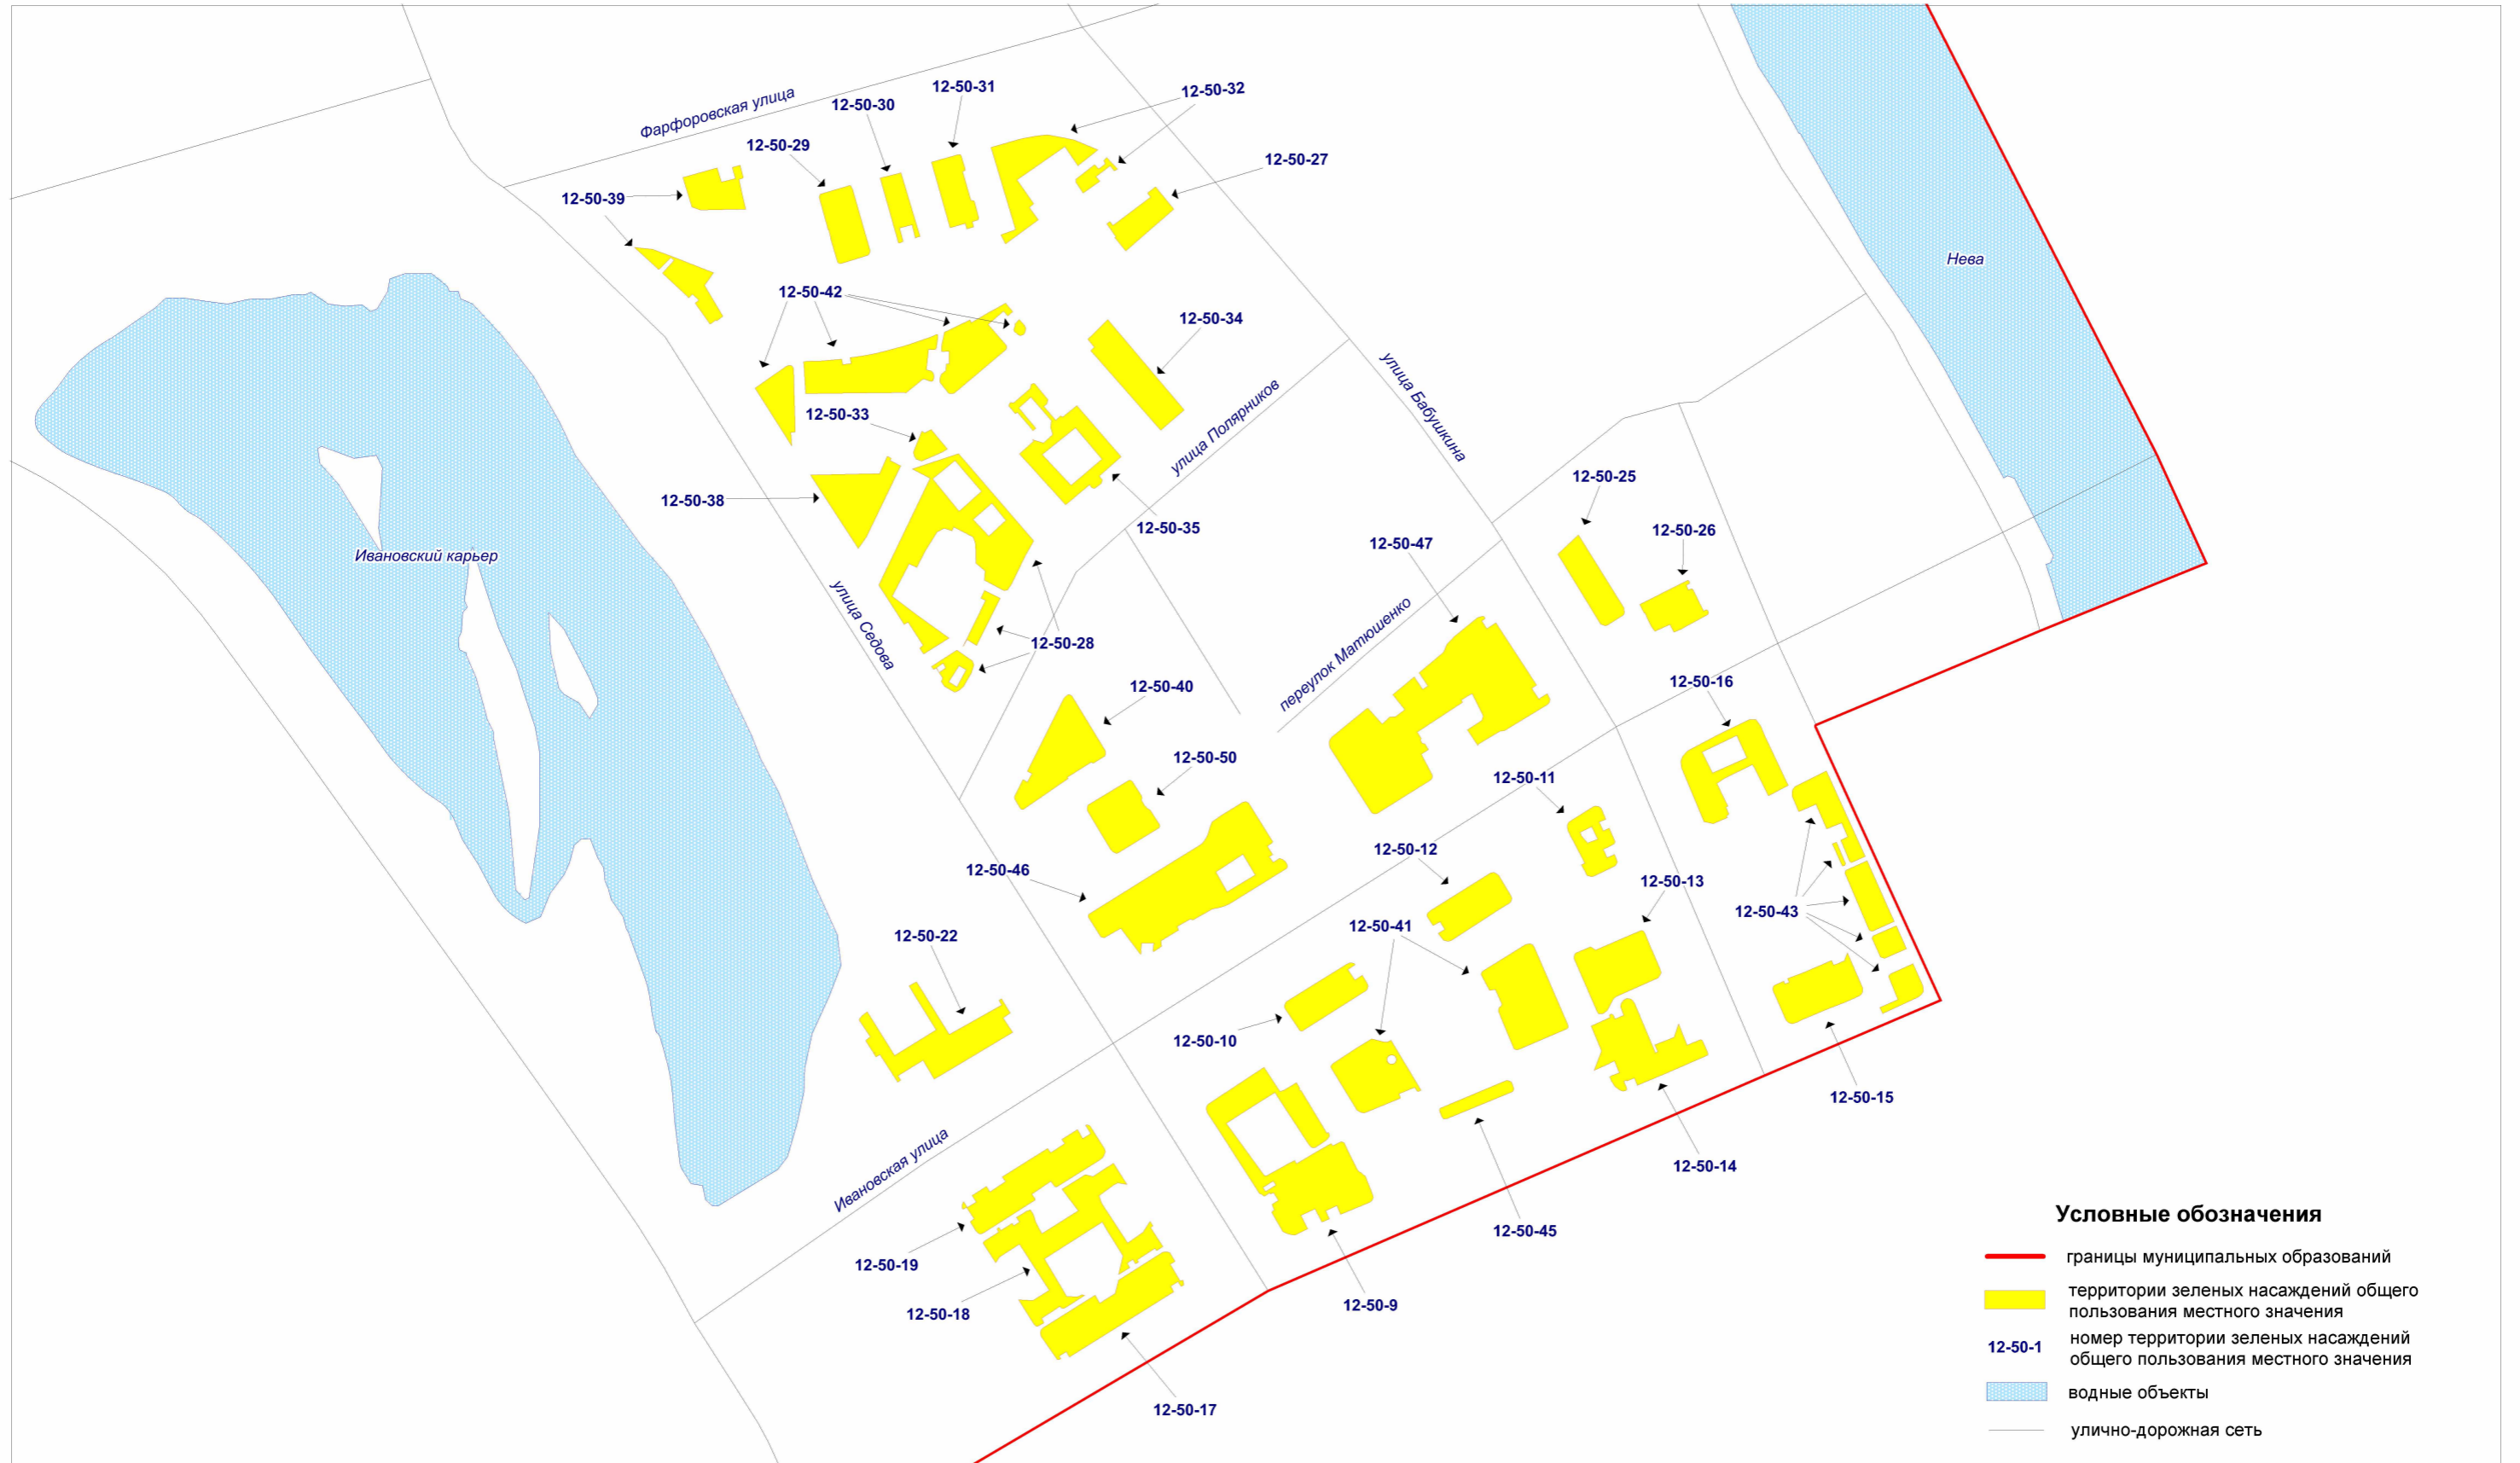 12-50-31
12-50-32
12-50-30
Фарфоровская улица
12-50-29
12-50-27
12-50-39
Нева
12-50-42
12-50-34
12-50-33
улица Полярников
улица Бабушкина
12-50-25
12-50-38
12-50-35
12-50-26
12-50-47
Ивановский карьер
улица Седова
12-50-28
переулок Матюшенко
12-50-16
12-50-40
12-50-50
12-50-11
12-50-12
12-50-46
12-50-13
12-50-43
12-50-41
12-50-22
12-50-10
12-50-15
Ивановская улица
12-50-14
12-50-45
12-50-19
12-50-9
12-50-18
12-50-17
Условные обозначения
границы муниципальных образований
территории зеленых насаждений общего
пользования местного значения
12-50-1
номер территории зеленых насаждений
общего пользования местного значения
водные объекты
улично-дорожная сеть